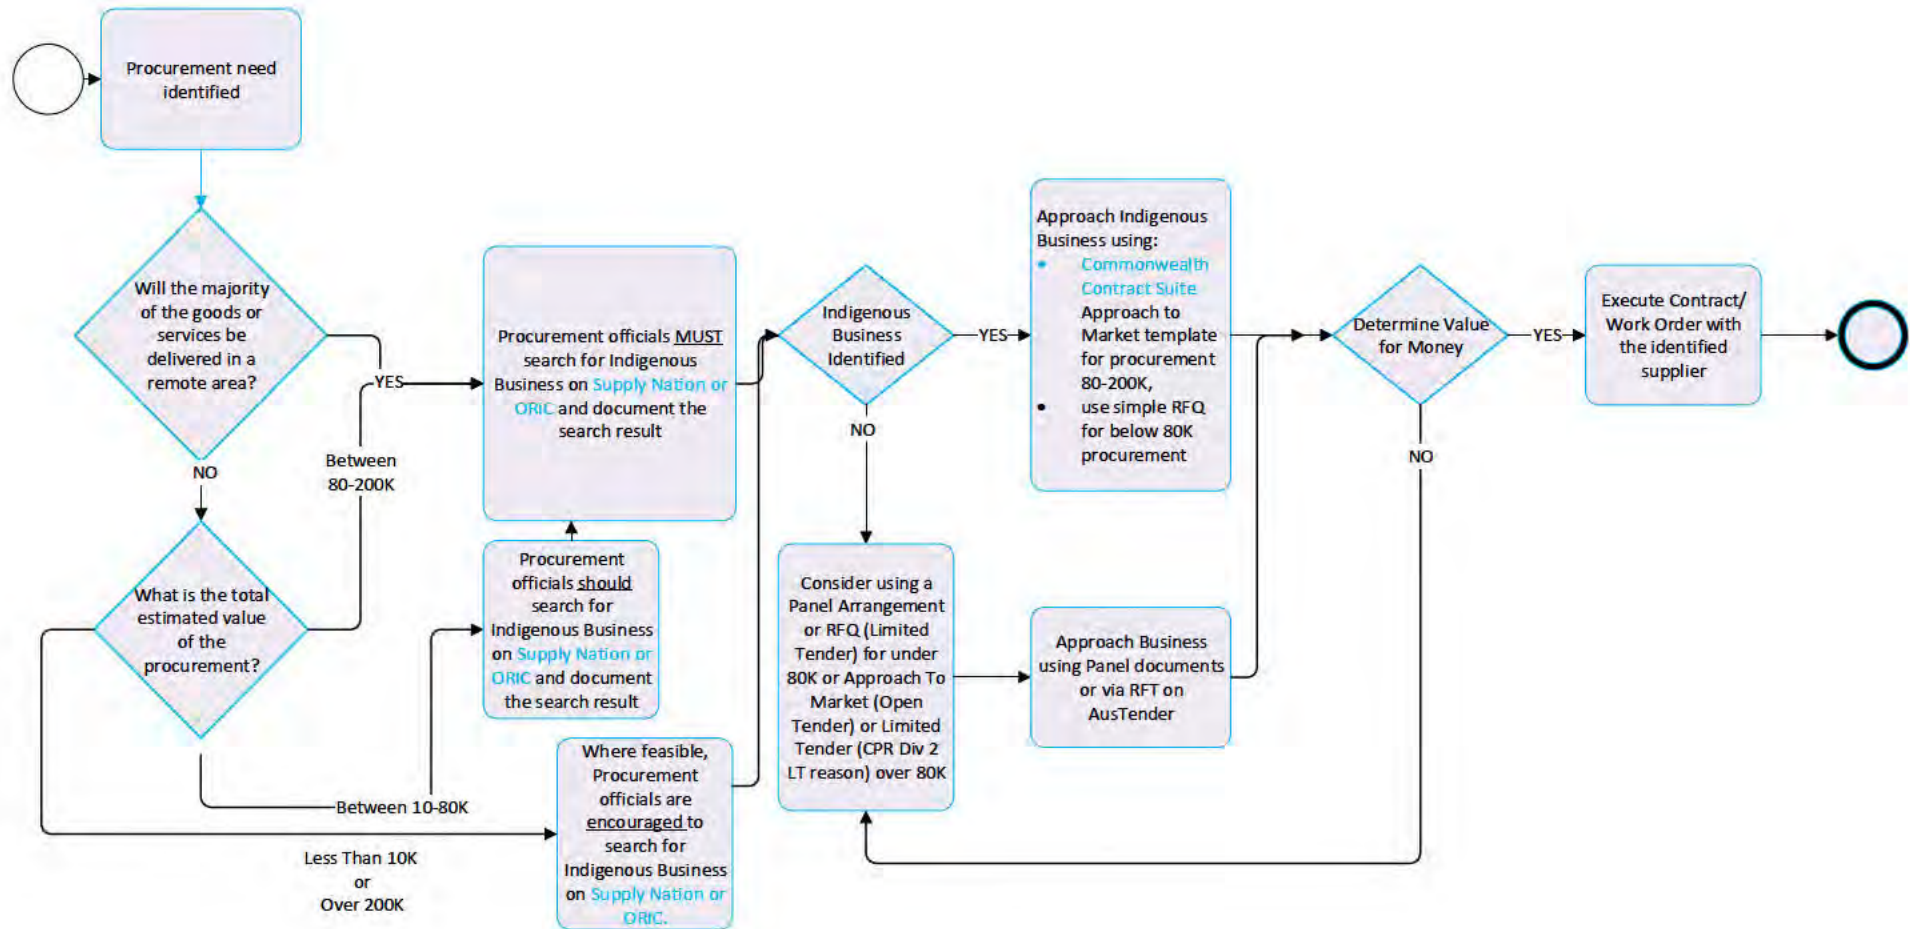 Procurement need
identified
Will the majority
of the goods or
services be
delivered in a
remote area?
YES
NO
Between
80-200K
What is the total
estimated value
of the
procurement?
Between 10-80K
Less Than 10K
or
Over 200K
Procurement officials MUST
search for Indigenous
Business on Supply Nation or
ORIC and document the
search result
Procurement
officials should
search for
Indigenous Business
on Supply Nation or
ORIC and document
the search result
Where feasible,
Procurement
officials are
encouraged to
search for
Indigenous Business
on Supply Nation or
ORIC.
Indigenous
Business
Identified
YES
NO
Approach Indigenous
Business using:
• Commonwealth
Contract Suite
Approach to
Market template
for procurement
80-200K,
• use simple RFQ
for below 80K
procurement
Consider using a
Panel Arrangement
or RFQ (Limited
Tender) for under
80K or Approach To
Market (Open
Tender) or Limited
Tender (CPR Div 2
LT reason) over 80K
Approach Business
using Panel documents
or via RFT on
AusTender
Determine Value
for Money
YES
NO
Execute Contract/
Work Order with
the identified
supplier